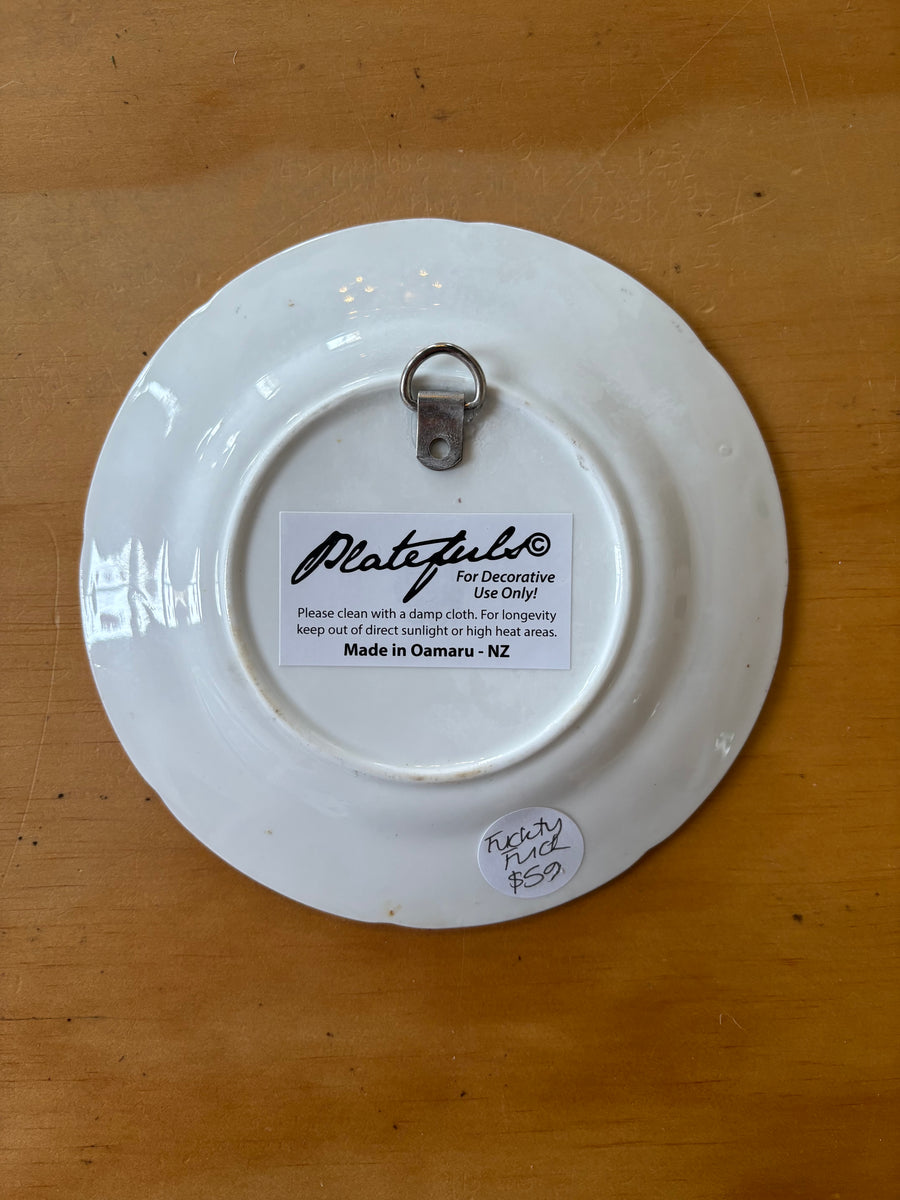 Platefuls©
For Decorative
Use Only!
Please clean with a damp cloth. For longevity
keep out of direct sunlight or high heat areas.
Made in Oamaru - NZ
Fuckity
Fuck
$59.